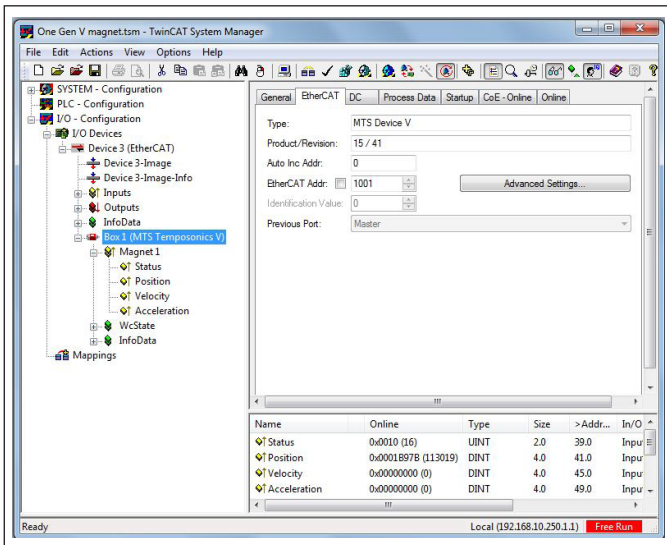 One Gen V magnet.tsm - TwinCAT System Manager
File Edit Actions View Options Help
SYSTEM - Configuration
PLC - Configuration
I/O - Configuration
I/O Devices
Device 3 (EtherCAT)
Device 3-Image
Device 3-Image-Info
Inputs
Outputs
InfoData
Box 1 (MTS Temposonics V)
Magnet 1
Status
Position
Velocity
Acceleration
WcState
InfoData
Mappings
General EtherCAT DC Process Data Startup CoE - Online Online
Type: MTS Device V
Product/Revision: 15 / 41
Auto Inc Addr: 0
EtherCAT Addr: 1001 Advanced Settings...
Identification Value: 0
Previous Port: Master
Name Online Type Size >Addr... In/O
Status 0x0010 (16) UINT 2.0 39.0 Inpu
Position 0x0001B97B (113019) DINT 4.0 41.0 Inpu
Velocity 0x00000000 (0) DINT 4.0 45.0 Inpu
Acceleration 0x00000000 (0) DINT 4.0 49.0 Inpu
Ready Local (192.168.10.250.1.1) Free Run